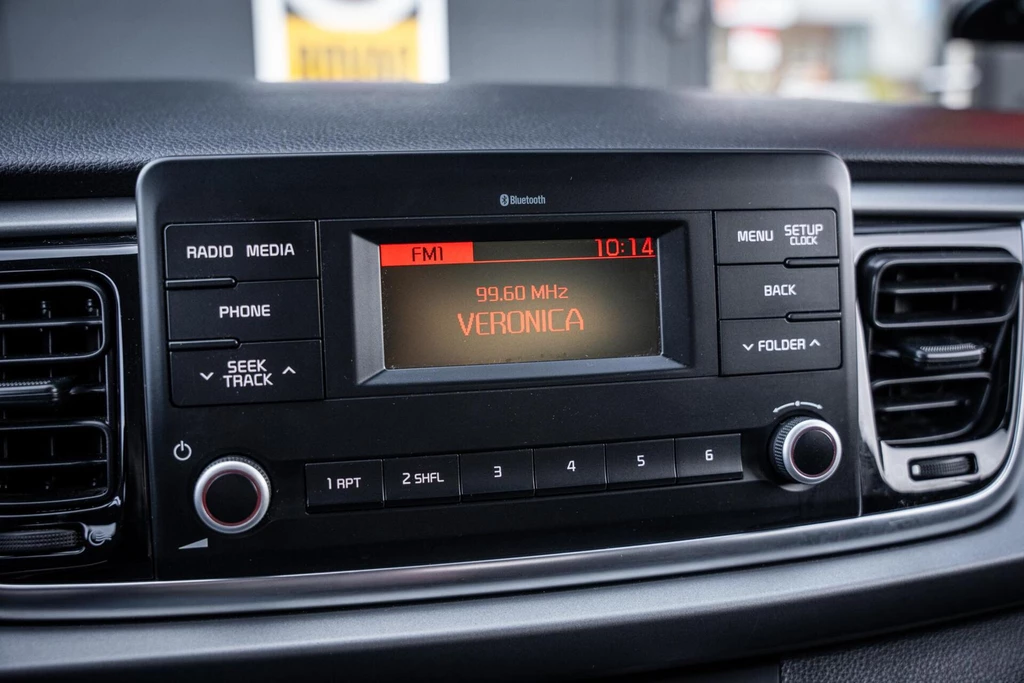 Bluetooth
RADIO MEDIA
PHONE
SEEK
TRACK
FM1 10:14
99.60 MHz
VERONICA
MENU SETUP
CLOCK
BACK
FOLDER
1 RPT 2 SHFL 3 4 5 6